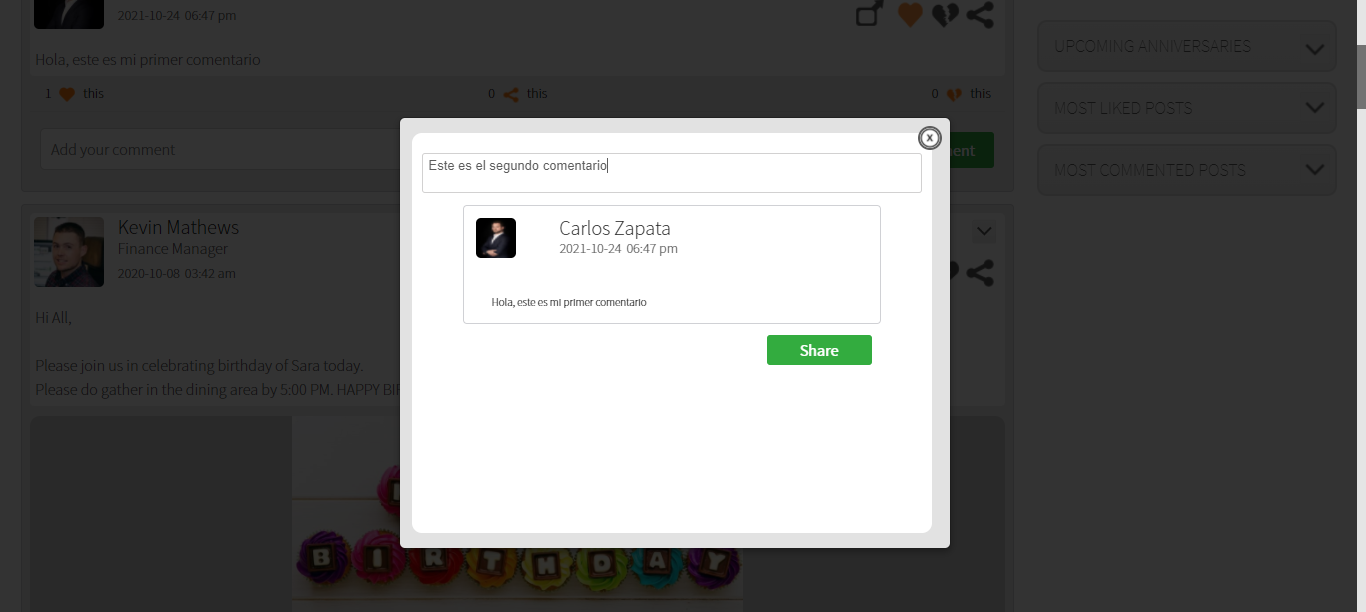 2021-10-24 06:47 pm
Hola, este es mi primer comentario
1 this
0 this
0 this
Add your comment
ent
UPCOMING ANNIVERSARIES
MOST LIKED POSTS
MOST COMMENTED POSTS
x
Este es el segundo comentario
Carlos Zapata
2021-10-24 06:47 pm
Hola, este es mi primer comentario
Share
Kevin Mathews
Finance Manager
2020-10-08 03:42 am
Hi All,
Please join us in celebrating birthday of Sara today.
Please do gather in the dining area by 5:00 PM. HAPPY BI
BIRTHDAY